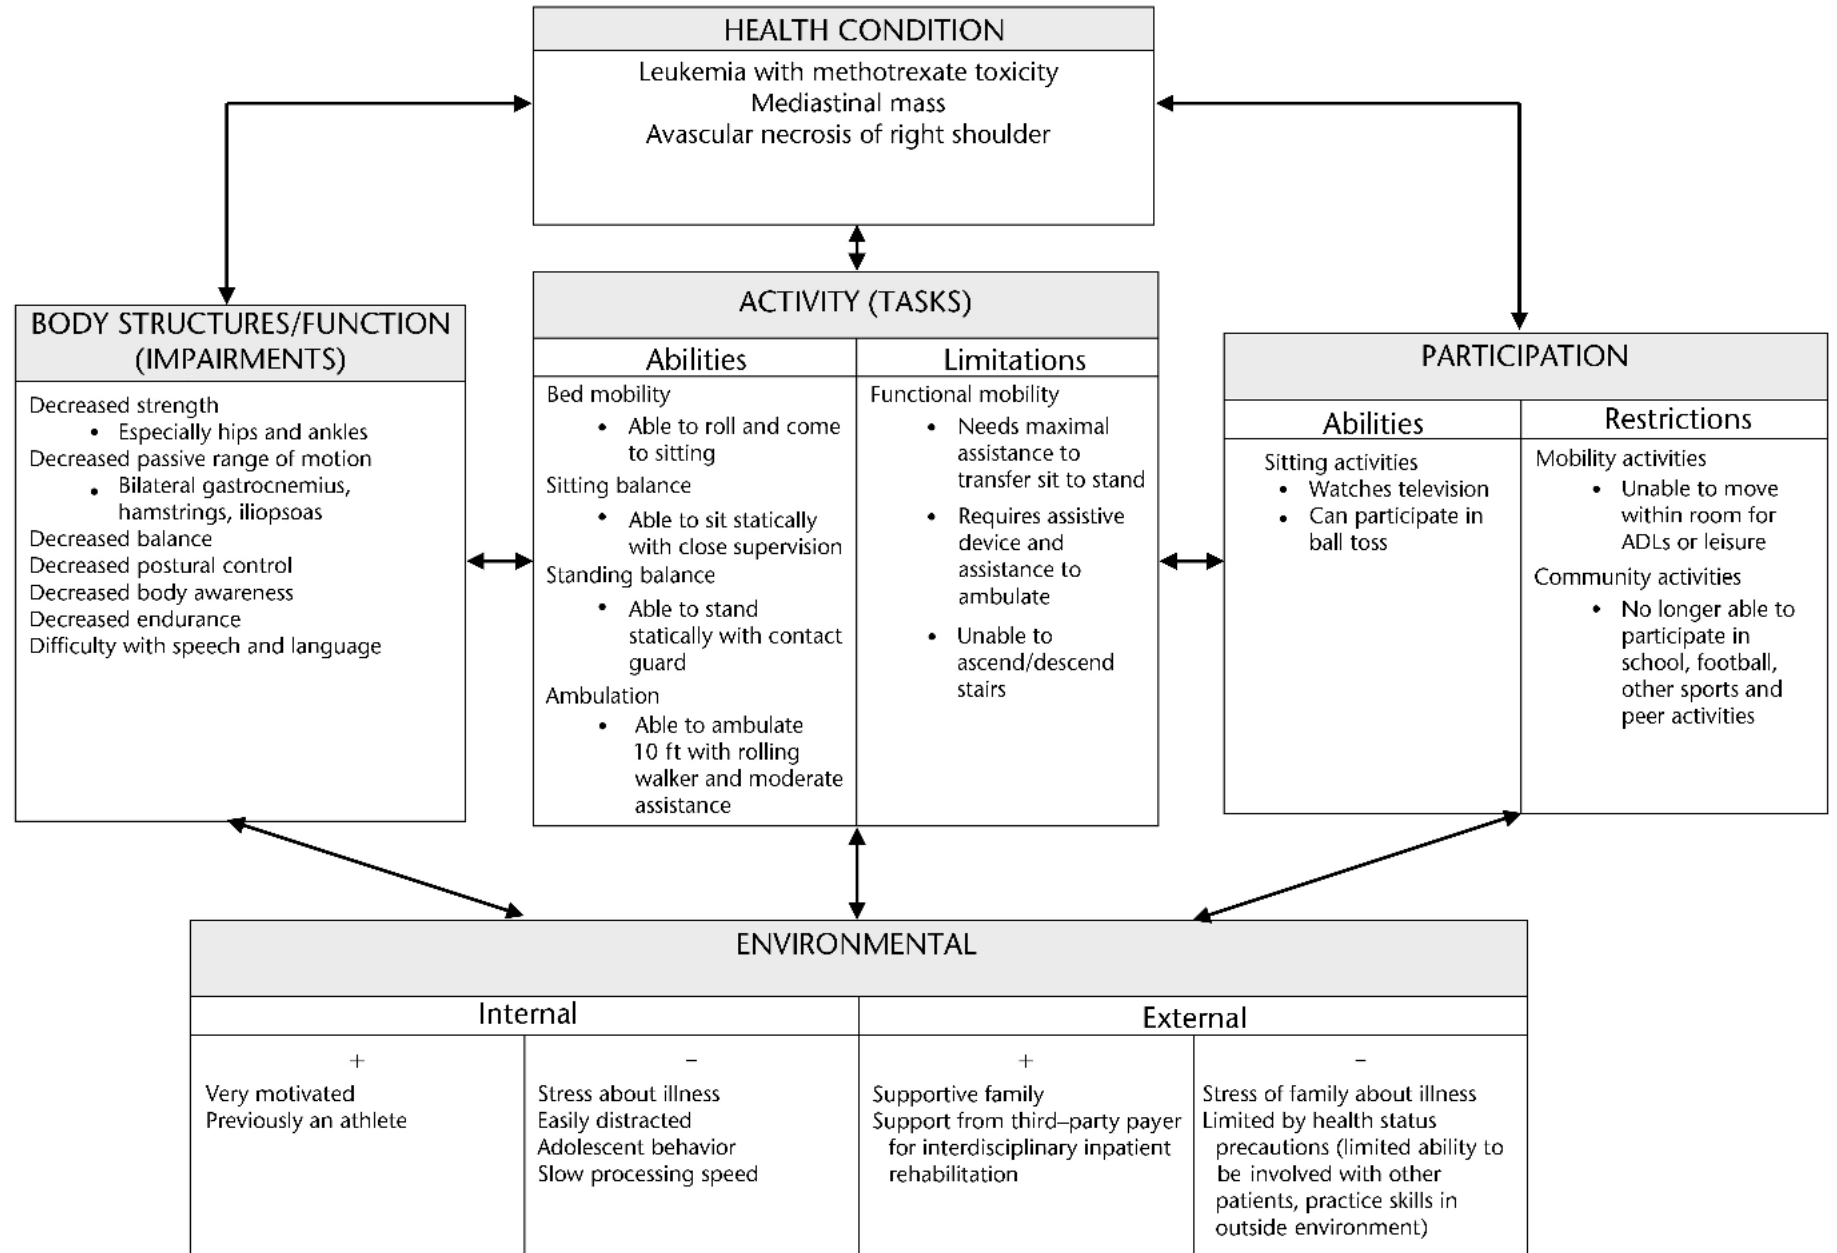 HEALTH CONDITION
Leukemia with methotrexate toxicity
Mediastinal mass
Avascular necrosis of right shoulder
BODY STRUCTURES/FUNCTION
(IMPAIRMENTS)
Decreased strength
• Especially hips and ankles
Decreased passive range of motion
• Bilateral gastrocnemius,
hamstrings, iliopsoas
Decreased balance
Decreased postural control
Decreased body awareness
Decreased endurance
Difficulty with speech and language
ACTIVITY (TASKS)
Abilities
Bed mobility
• Able to roll and come
to sitting
Sitting balance
• Able to sit statically
with close supervision
Standing balance
• Able to stand
statically with contact
guard
Ambulation
• Able to ambulate
10 ft with rolling
walker and moderate
assistance
Limitations
Functional mobility
• Needs maximal
assistance to
transfer sit to stand
• Requires assistive
device and
assistance to
ambulate
• Unable to
ascend/descend
stairs
PARTICIPATION
Abilities
Sitting activities
• Watches television
• Can participate in
ball toss
Restrictions
Mobility activities
• Unable to move
within room for
ADLs or leisure
Community activities
• No longer able to
participate in
school, football,
other sports and
peer activities
ENVIRONMENTAL
Internal
+
Very motivated
Previously an athlete
–
Stress about illness
Easily distracted
Adolescent behavior
Slow processing speed
External
+
Supportive family
Support from third–party payer
for interdisciplinary inpatient
rehabilitation
–
Stress of family about illness
Limited by health status
precautions (limited ability to
be involved with other
patients, practice skills in
outside environment)